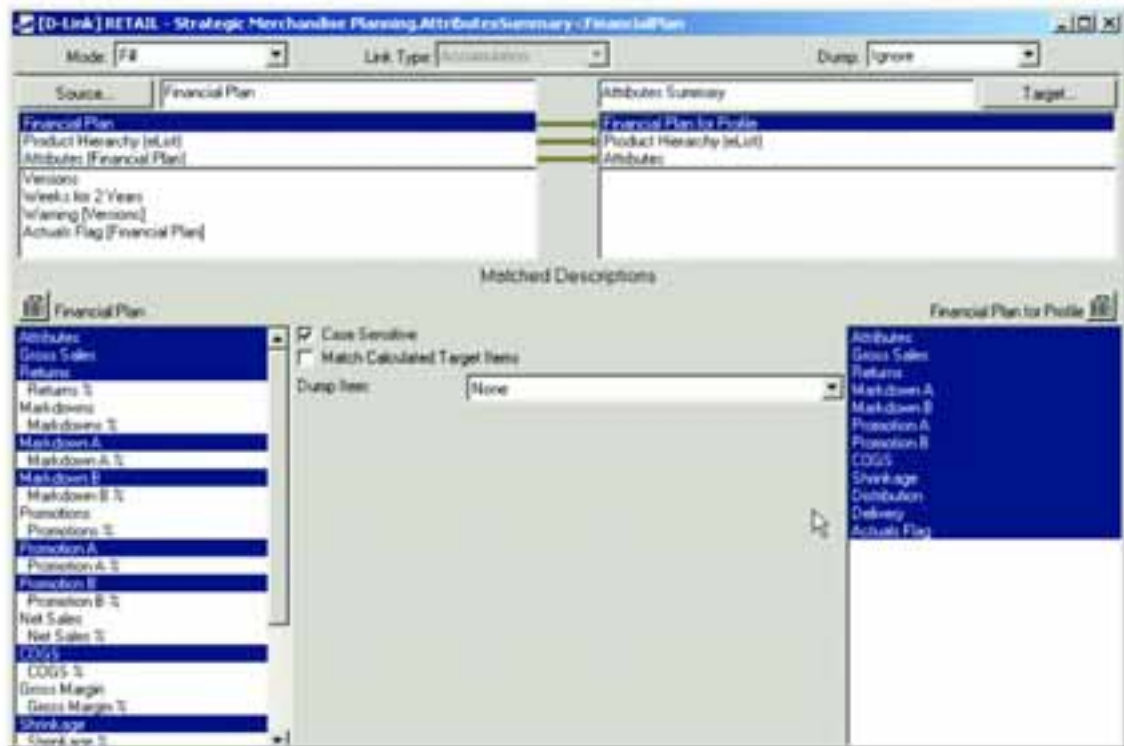 [D-Link] RETAIL - Strategic Merchandise Planning.AttributesSummary<FinancialPlan
Mode: Fill Link Type: Accumulation Dump: Ignore
Source... Financial Plan Attributes Summary Target...
Financial Plan Financial Plan for Profile
Product Hierarchy (eList) Product Hierarchy (eList)
Attributes [Financial Plan] Attributes
Versions
Weeks for 2 Years
Warning [Versions]
Actuals Flag [Financial Plan]
Matched Descriptions
Financial Plan Financial Plan for Profile
Attributes
Gross Sales
Returns
Returns %
Markdowns
Markdowns %
Markdown A
Markdown A %
Markdown B
Markdown B %
Promotions
Promotions %
Promotion A
Promotion A %
Promotion B
Promotion B %
Net Sales
Net Sales %
COGS
COGS %
Gross Margin
Gross Margin %
Shrinkage
Shrinkage %
Case Sensitive
Match Calculated Target Items
Dump Item: None
Attributes
Gross Sales
Returns
Markdown A
Markdown B
Promotion A
Promotion B
COGS
Shrinkage
Distribution
Delivery
Actuals Flag